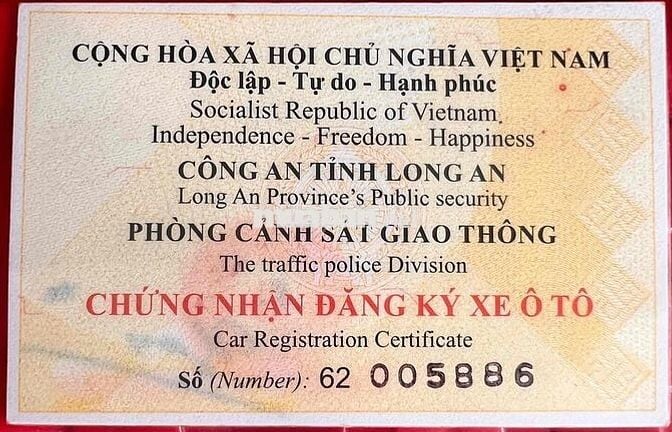 CỘNG HÒA XÃ HỘI CHỦ NGHĨA VIỆT NAM
Độc lập - Tự do - Hạnh phúc
Socialist Republic of Vietnam
Independence - Freedom - Happiness
CÔNG AN TỈNH LONG AN
Long An Province's Public security
PHÒNG CẢNH SÁT GIAO THÔNG
The traffic police Division
CHỨNG NHẬN ĐĂNG KÝ XE Ô TÔ
Car Registration Certificate
Số (Number): 62 005886